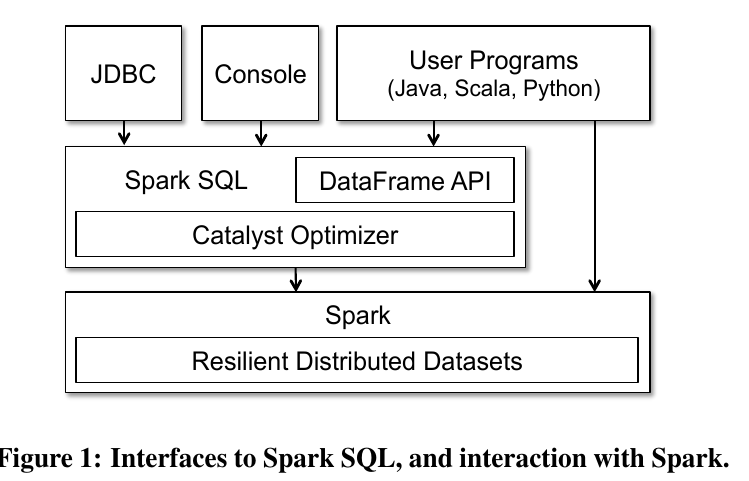 JDBC
Console
User Programs
(Java, Scala, Python)
Spark SQL
DataFrame API
Catalyst Optimizer
Spark
Resilient Distributed Datasets
Figure 1: Interfaces to Spark SQL, and interaction with Spark.